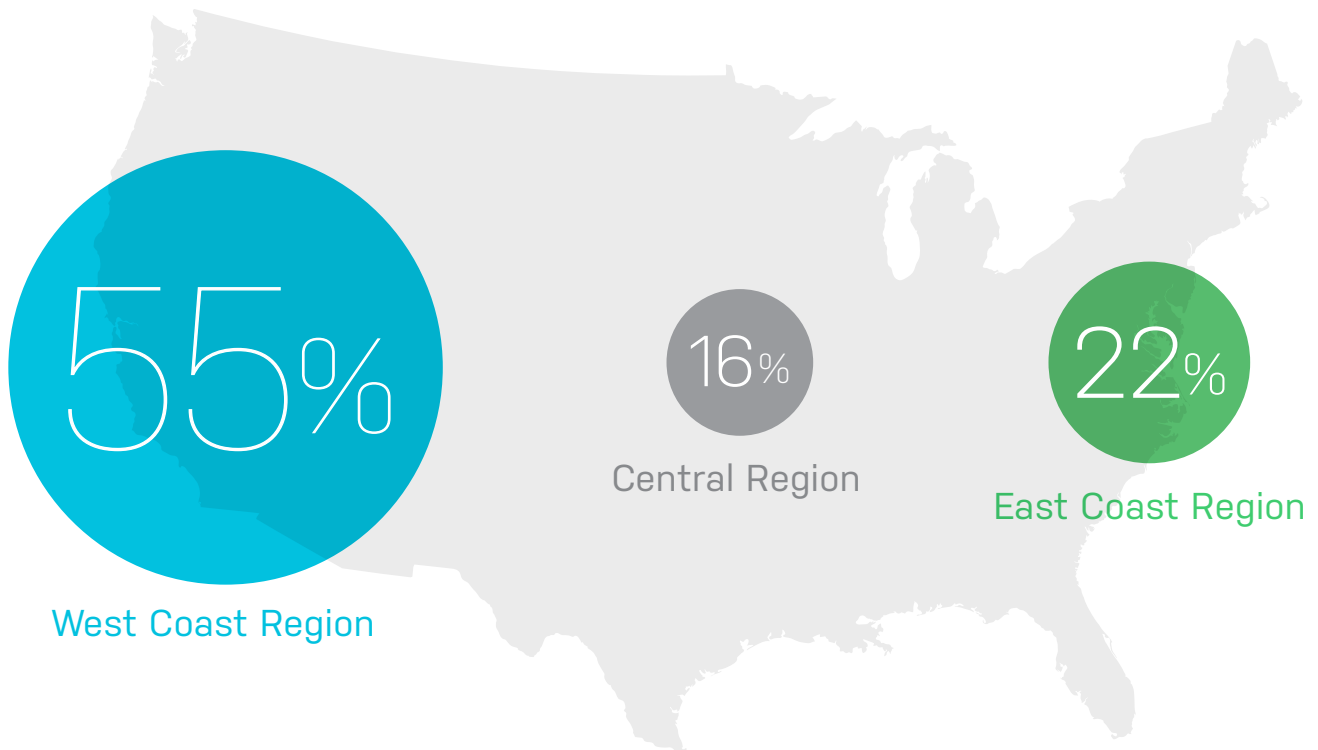 55%
West Coast Region
16%
Central Region
22%
East Coast Region